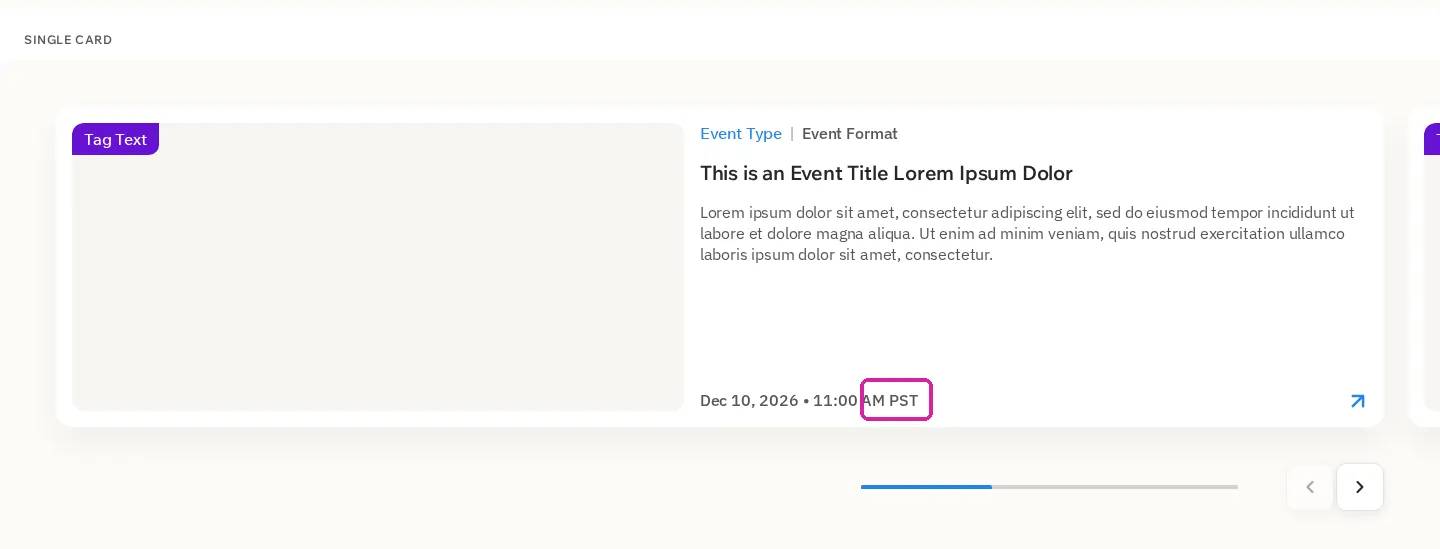 SINGLE CARD
Tag Text
Event Type | Event Format
This is an Event Title Lorem Ipsum Dolor
Lorem ipsum dolor sit amet, consectetur adipiscing elit, sed do eiusmod tempor incididunt ut
labore et dolore magna aliqua. Ut enim ad minim veniam, quis nostrud exercitation ullamco
laboris ipsum dolor sit amet, consectetur.
Dec 10, 2026 • 11:00 AM PST